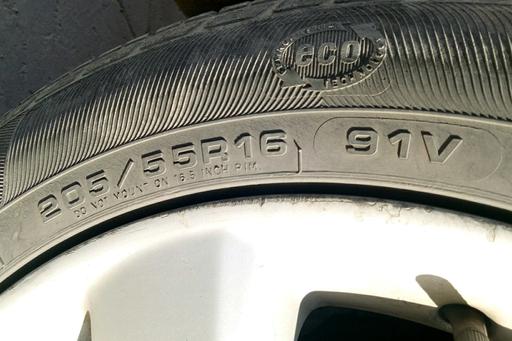 eco
205/55R16 91V
DO NOT MOUNT ON 16.5 INCH RIM.